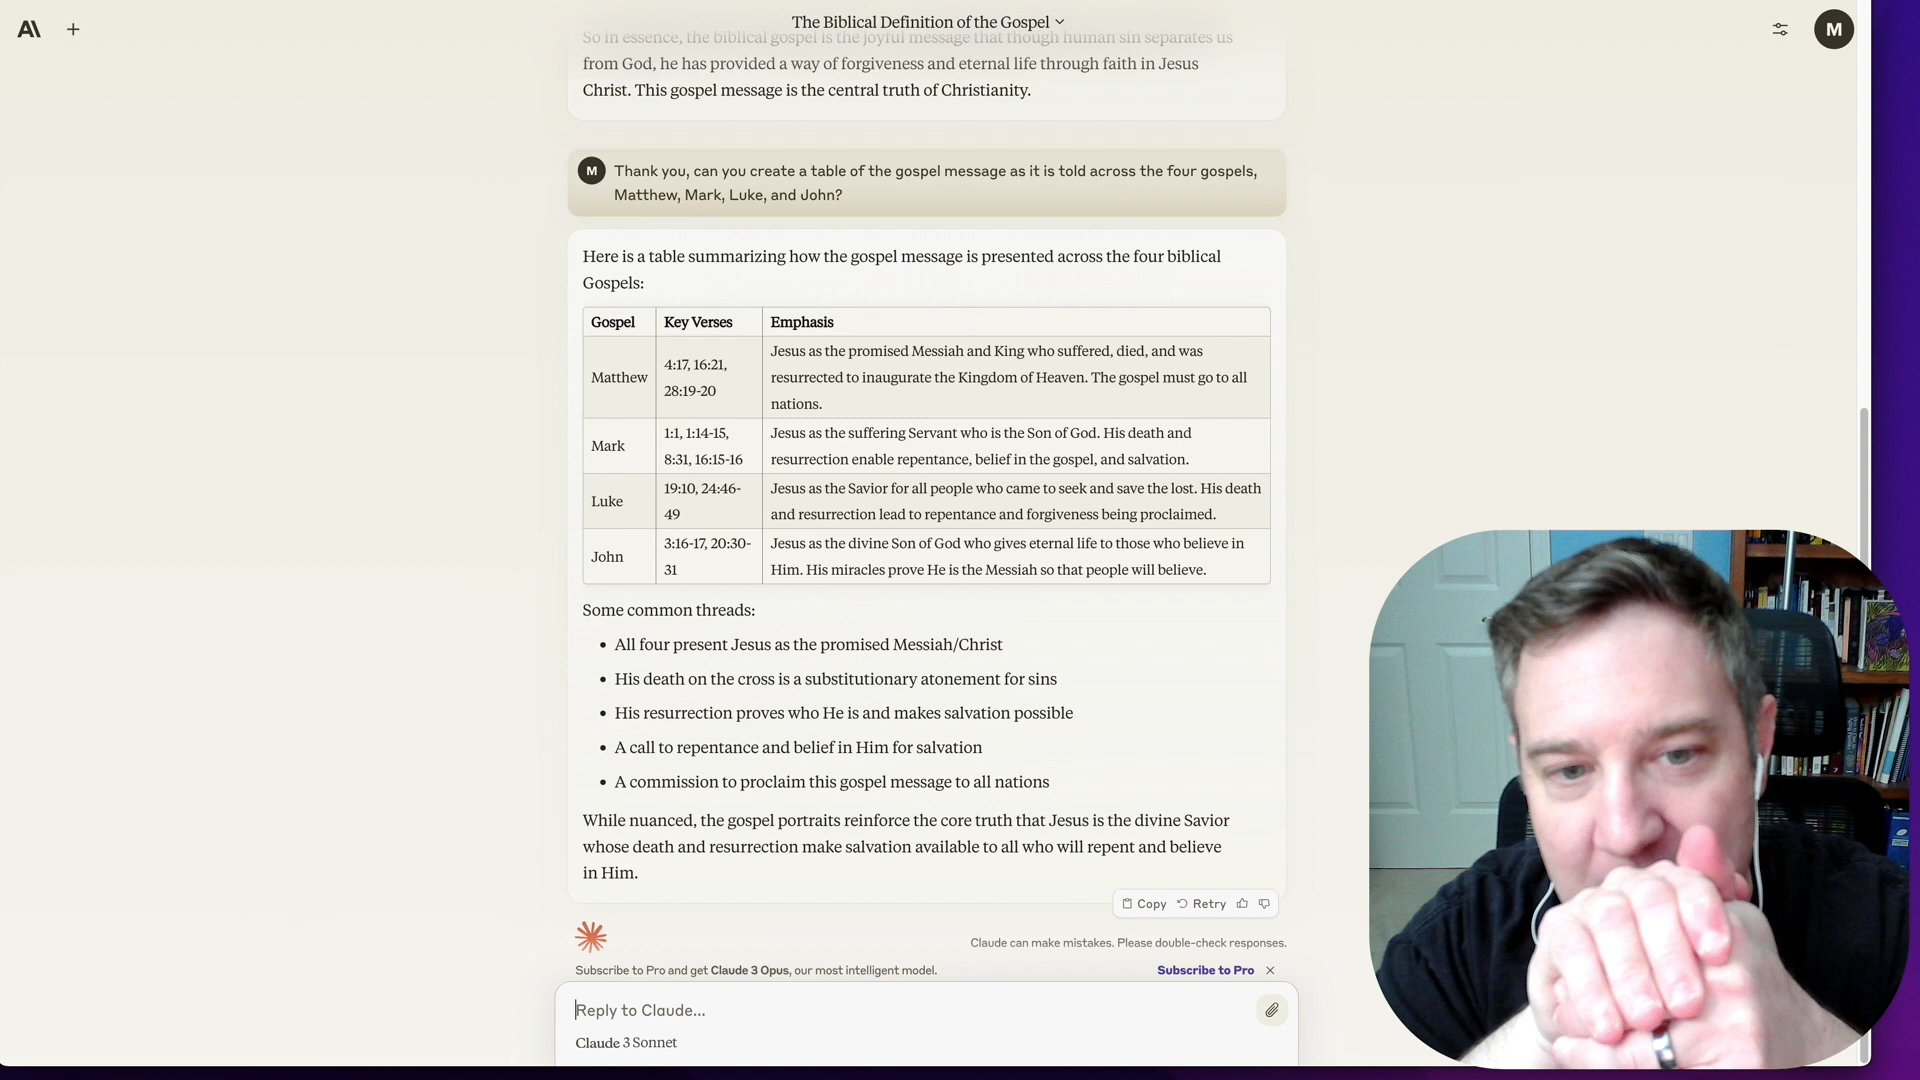 The Biblical Definition of the Gospel
M
So in essence, the biblical gospel is the joyful message that though human sin separates us
from God, he has provided a way of forgiveness and eternal life through faith in Jesus
Christ. This gospel message is the central truth of Christianity.
M
Thank you, can you create a table of the gospel message as it is told across the four gospels,
Matthew, Mark, Luke, and John?
Here is a table summarizing how the gospel message is presented across the four biblical
Gospels:
Gospel Key Verses Emphasis
Matthew
4:17, 16:21,
28:19-20
Jesus as the promised Messiah and King who suffered, died, and was
resurrected to inaugurate the Kingdom of Heaven. The gospel must go to all
nations.
Mark
1:1, 1:14-15,
8:31, 16:15-16
Jesus as the suffering Servant who is the Son of God. His death and
resurrection enable repentance, belief in the gospel, and salvation.
Luke
19:10, 24:46-
49
Jesus as the Savior for all people who came to seek and save the lost. His death
and resurrection lead to repentance and forgiveness being proclaimed.
John
3:16-17, 20:30-
31
Jesus as the divine Son of God who gives eternal life to those who believe in
Him. His miracles prove He is the Messiah so that people will believe.
Some common threads:
• All four present Jesus as the promised Messiah/Christ
• His death on the cross is a substitutionary atonement for sins
• His resurrection proves who He is and makes salvation possible
• A call to repentance and belief in Him for salvation
• A commission to proclaim this gospel message to all nations
While nuanced, the gospel portraits reinforce the core truth that Jesus is the divine Savior
whose death and resurrection make salvation available to all who will repent and believe
in Him.
Copy Retry
Claude can make mistakes. Please double-check responses.
Subscribe to Pro and get Claude 3 Opus, our most intelligent model.
Subscribe to Pro
Reply to Claude...
Claude 3 Sonnet